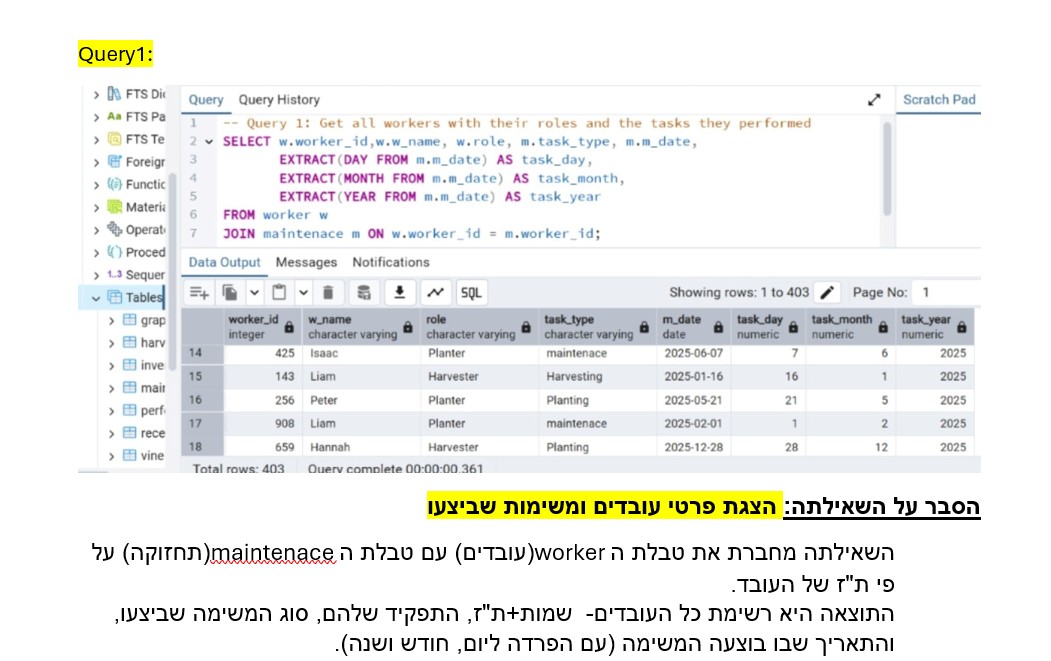 Query1:
FTS Dic
FTS Pa
FTS Te
Foreigr
Functic
Materia
Operat
Proced
1..3 Sequer
Tables
grap
harv
inve
mair
perf
rece
vine
Query Query History
Scratch Pad
1 -- Query 1: Get all workers with their roles and the tasks they performed
2 SELECT w.worker_id,w.w_name, w.role, m.task_type, m.m_date,
3 EXTRACT(DAY FROM m.m_date) AS task_day,
4 EXTRACT(MONTH FROM m.m_date) AS task_month,
5 EXTRACT(YEAR FROM m.m_date) AS task_year
6 FROM worker w
7 JOIN maintenace m ON w.worker_id = m.worker_id;
Data Output Messages Notifications
SQL Showing rows: 1 to 403 Page No: 1
worker_id w_name role task_type m_date task_day task_month task_year
integer character varying character varying character varying date numeric numeric numeric
14 425 Isaac Planter maintenace 2025-06-07 7 6 2025
15 143 Liam Harvester Harvesting 2025-01-16 16 1 2025
16 256 Peter Planter Planting 2025-05-21 21 5 2025
17 908 Liam Planter maintenace 2025-02-01 1 2 2025
18 659 Hannah Harvester Planting 2025-12-28 28 12 2025
Total rows: 403 Query complete 00:00:00.361
הסבר על השאילתה: הצגת פרטי עובדים ומשימות שביצעו
השאילתה מחברת את טבלת ה worker(עובדים) עם טבלת ה maintenace(תחזוקה) על
פי ת"ז של העובד.
התוצאה היא רשימת כל העובדים- שמות+ת"ז, התפקיד שלהם, סוג המשימה שביצעו,
והתאריך שבו בוצעה המשימה (עם הפרדה ליום, חודש ושנה).